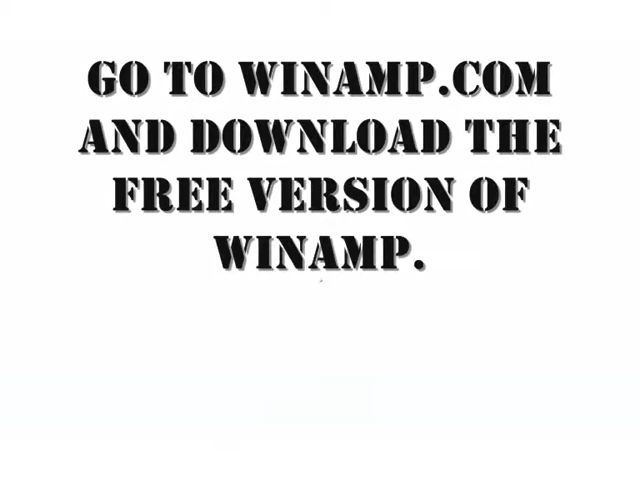 GO TO WINAMP.COM
AND DOWNLOAD THE
FREE VERSION OF
WINAMP.